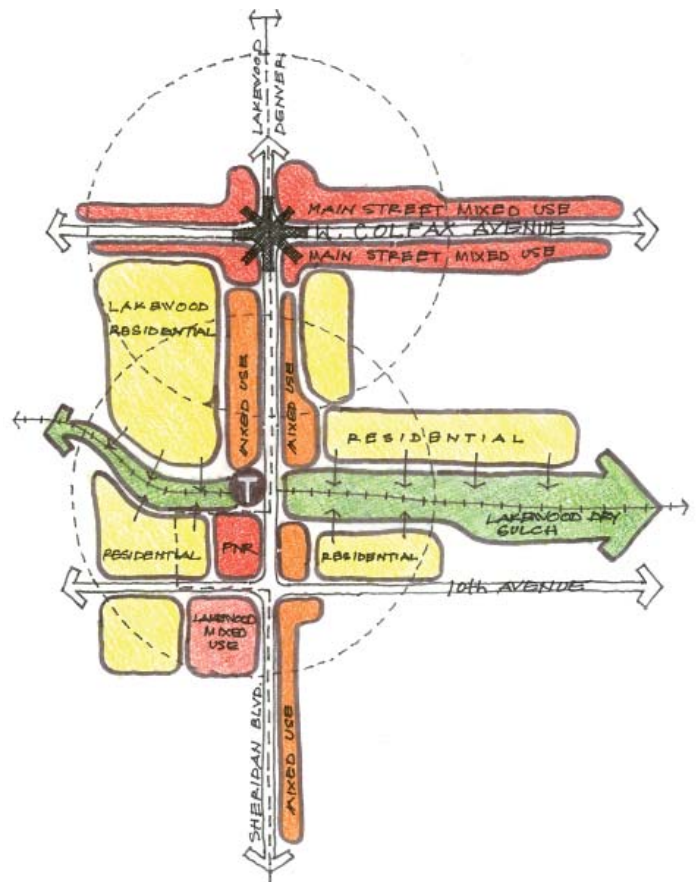 LAKEWOOD
DENVER
MAIN STREET MIXED USE
W. COLFAX AVENUE
MAIN STREET MIXED USE
LAKEWOOD
RESIDENTIAL
MIXED USE
MIXED USE
RESIDENTIAL
T
LAKEWOOD DRY
GULCH
RESIDENTIAL
PNR
RESIDENTIAL
10th AVENUE
LAKEWOOD
MIXED
USE
SHERIDAN BLVD.
MIXED USE